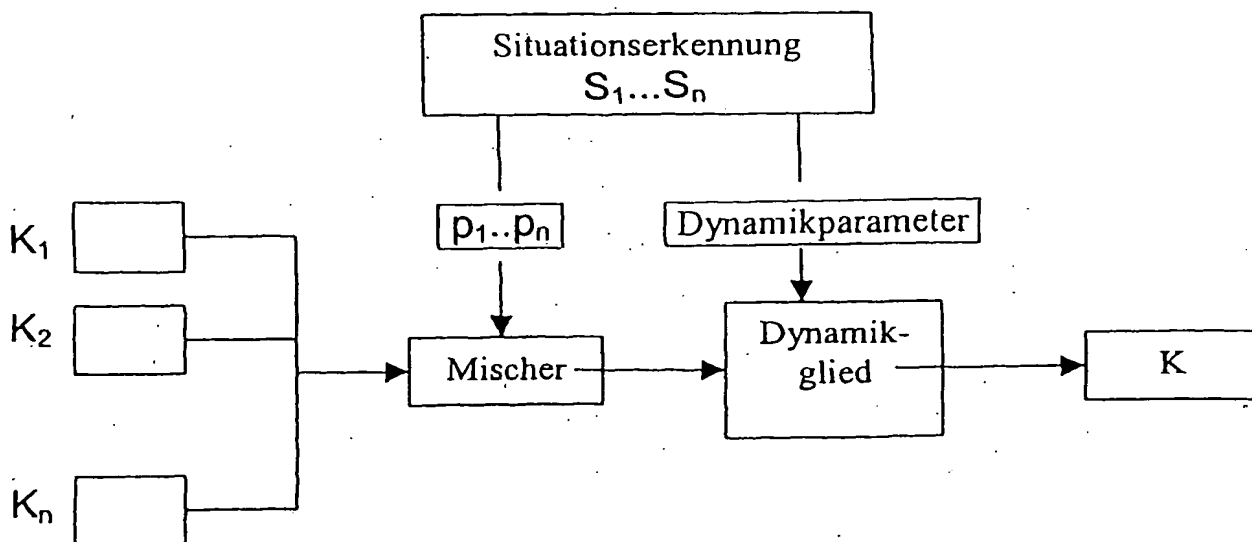 Situationserkennung
S₁...Sₙ
p₁..pₙ
Dynamikparameter
K₁
K₂
Kₙ
Mischer
Dynamik-
glied
K